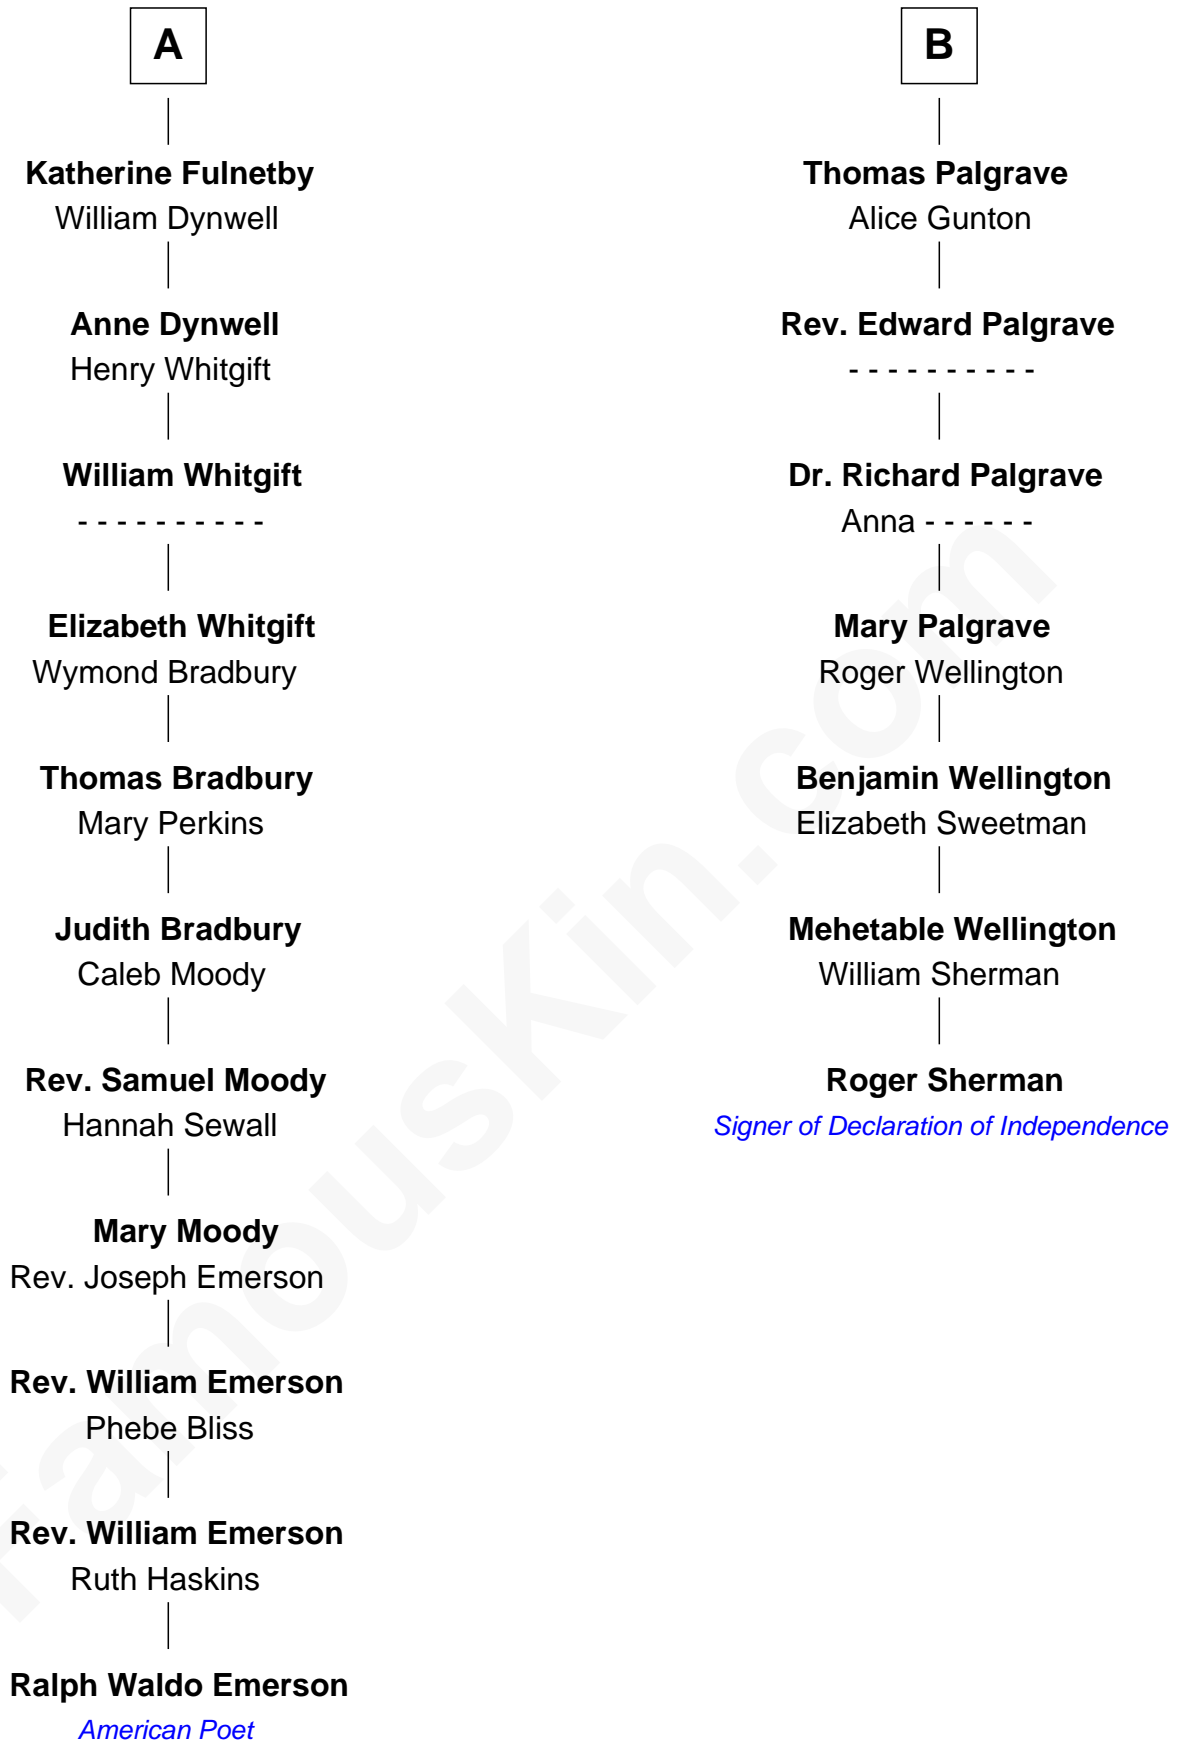 A
Katherine Fulnetby
William Dynwell
Anne Dynwell
Henry Whitgift
William Whitgift
- - - - - - - - - -
Elizabeth Whitgift
Wymond Bradbury
Thomas Bradbury
Mary Perkins
Judith Bradbury
Caleb Moody
Rev. Samuel Moody
Hannah Sewall
Mary Moody
Rev. Joseph Emerson
Rev. William Emerson
Phebe Bliss
Rev. William Emerson
Ruth Haskins
Ralph Waldo Emerson
American Poet
B
Thomas Palgrave
Alice Gunton
Rev. Edward Palgrave
- - - - - - - - - -
Dr. Richard Palgrave
Anna - - - - - -
Mary Palgrave
Roger Wellington
Benjamin Wellington
Elizabeth Sweetman
Mehetable Wellington
William Sherman
Roger Sherman
Signer of Declaration of Independence
FamousKin.com